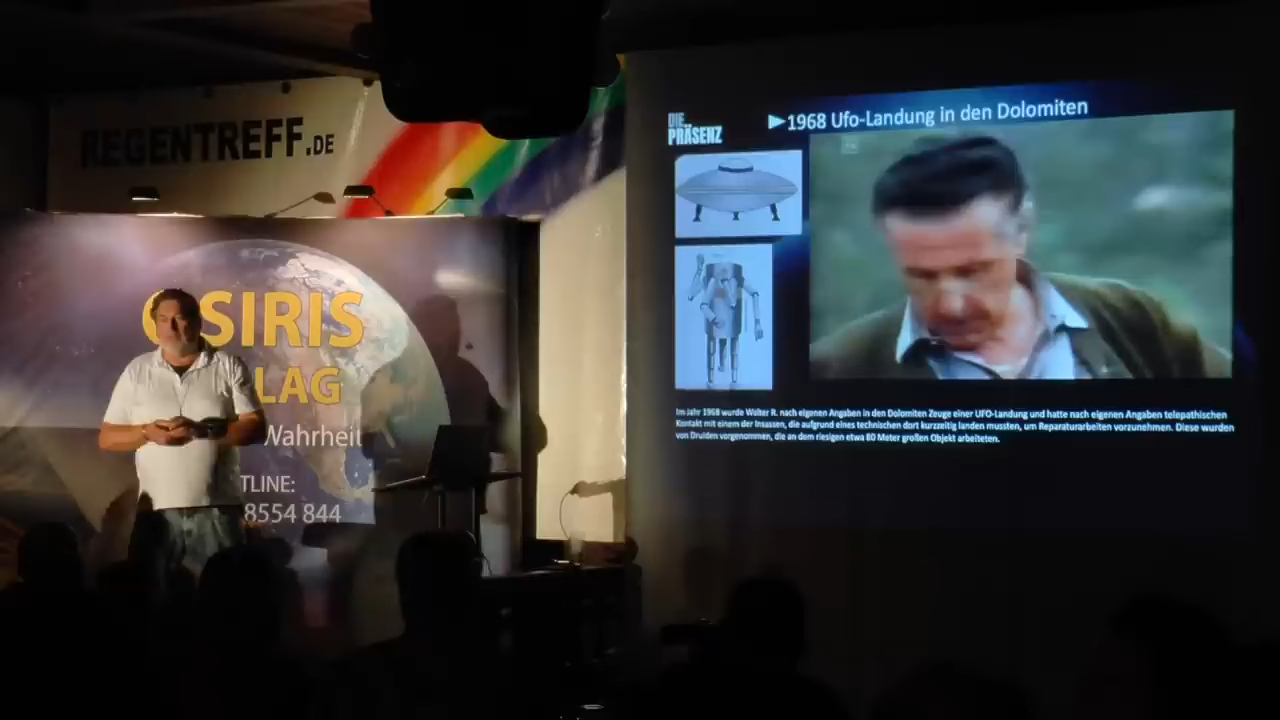 REGENTREFF.DE
OSIRIS
LAG
Wahrheit
TLINE:
8554 844
DIE
PRÄSENZ
1968 Ufo-Landung in den Dolomiten
Im Jahr 1968 wurde Walter R. nach eigenen Angaben in den Dolomiten Zeuge einer UFO-Landung und hatte nach eigenen Angaben telepathischen
Kontakt mit einem der Insassen, die aufgrund eines technischen dort kurzzeitig landen mussten, um Reparaturarbeiten vorzunehmen. Diese wurden
von Druiden vorgenommen, die an dem riesigen etwa 80 Meter großen Objekt arbeiteten.